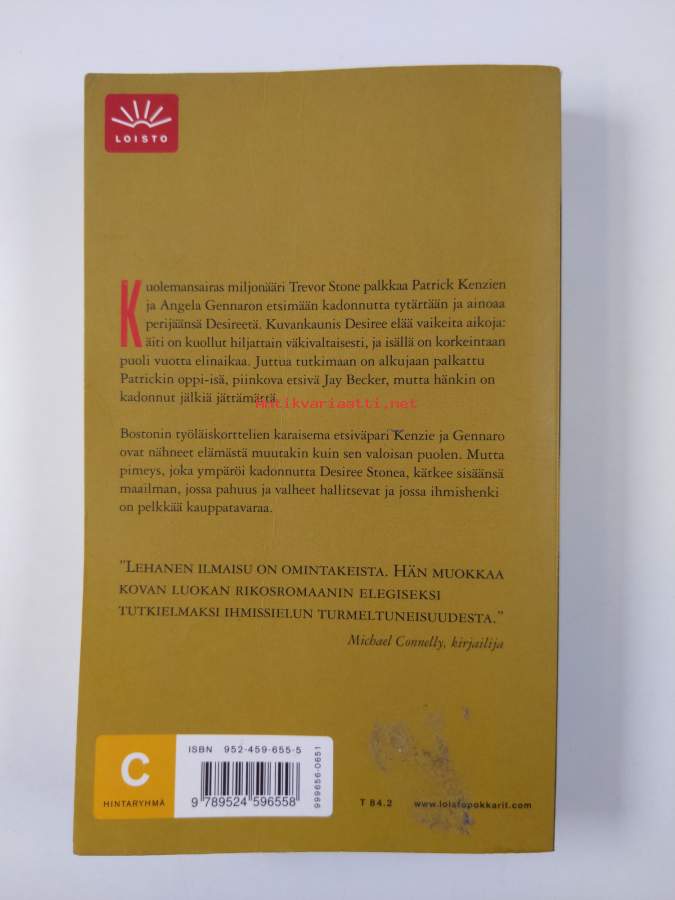 LOISTO
Kuolemansairas miljonääri Trevor Stone palkkaa Patrick Kenzien
ja Angela Gennaron etsimään kadonnutta tytärtään ja ainoaa
perijäänsä Desireetä. Kuvankaunis Desiree elää vaikeita aikoja:
äiti on kuollut hiljattain väkivaltaisesti, ja isällä on korkeintaan
puoli vuotta elinaikaa. Juttua tutkimaan on alkujaan palkattu
Patrickin oppi-isä, piinkova etsivä Jay Becker, mutta hänkin on
kadonnut jälkiä jättämättä.
antikvariaatti.net
Bostonin työläiskorttelien karaisema etsiväpari Kenzie ja Gennaro
ovat nähneet elämästä muutakin kuin sen valoisan puolen. Mutta
pimeys, joka ympäröi kadonnutta Desiree Stonea, kätkee sisäänsä
maailman, jossa pahuus ja valheet hallitsevat ja jossa ihmishenki
on pelkkää kauppatavaraa.
"LEHANEN ILMAISU ON OMINTAKEISTA. HÄN MUOKKAA
KOVAN LUOKAN RIKOSROMAANIN ELEGISEKSI
TUTKIELMAKSI IHMISSIELUN TURMELTUNEISUUDESTA."
Michael Connelly, kirjailija
C
HINTARYHMÄ
ISBN 952-459-655-5
9 789524 596558
999656-0651
T 84.2 www.loistopokkarit.com